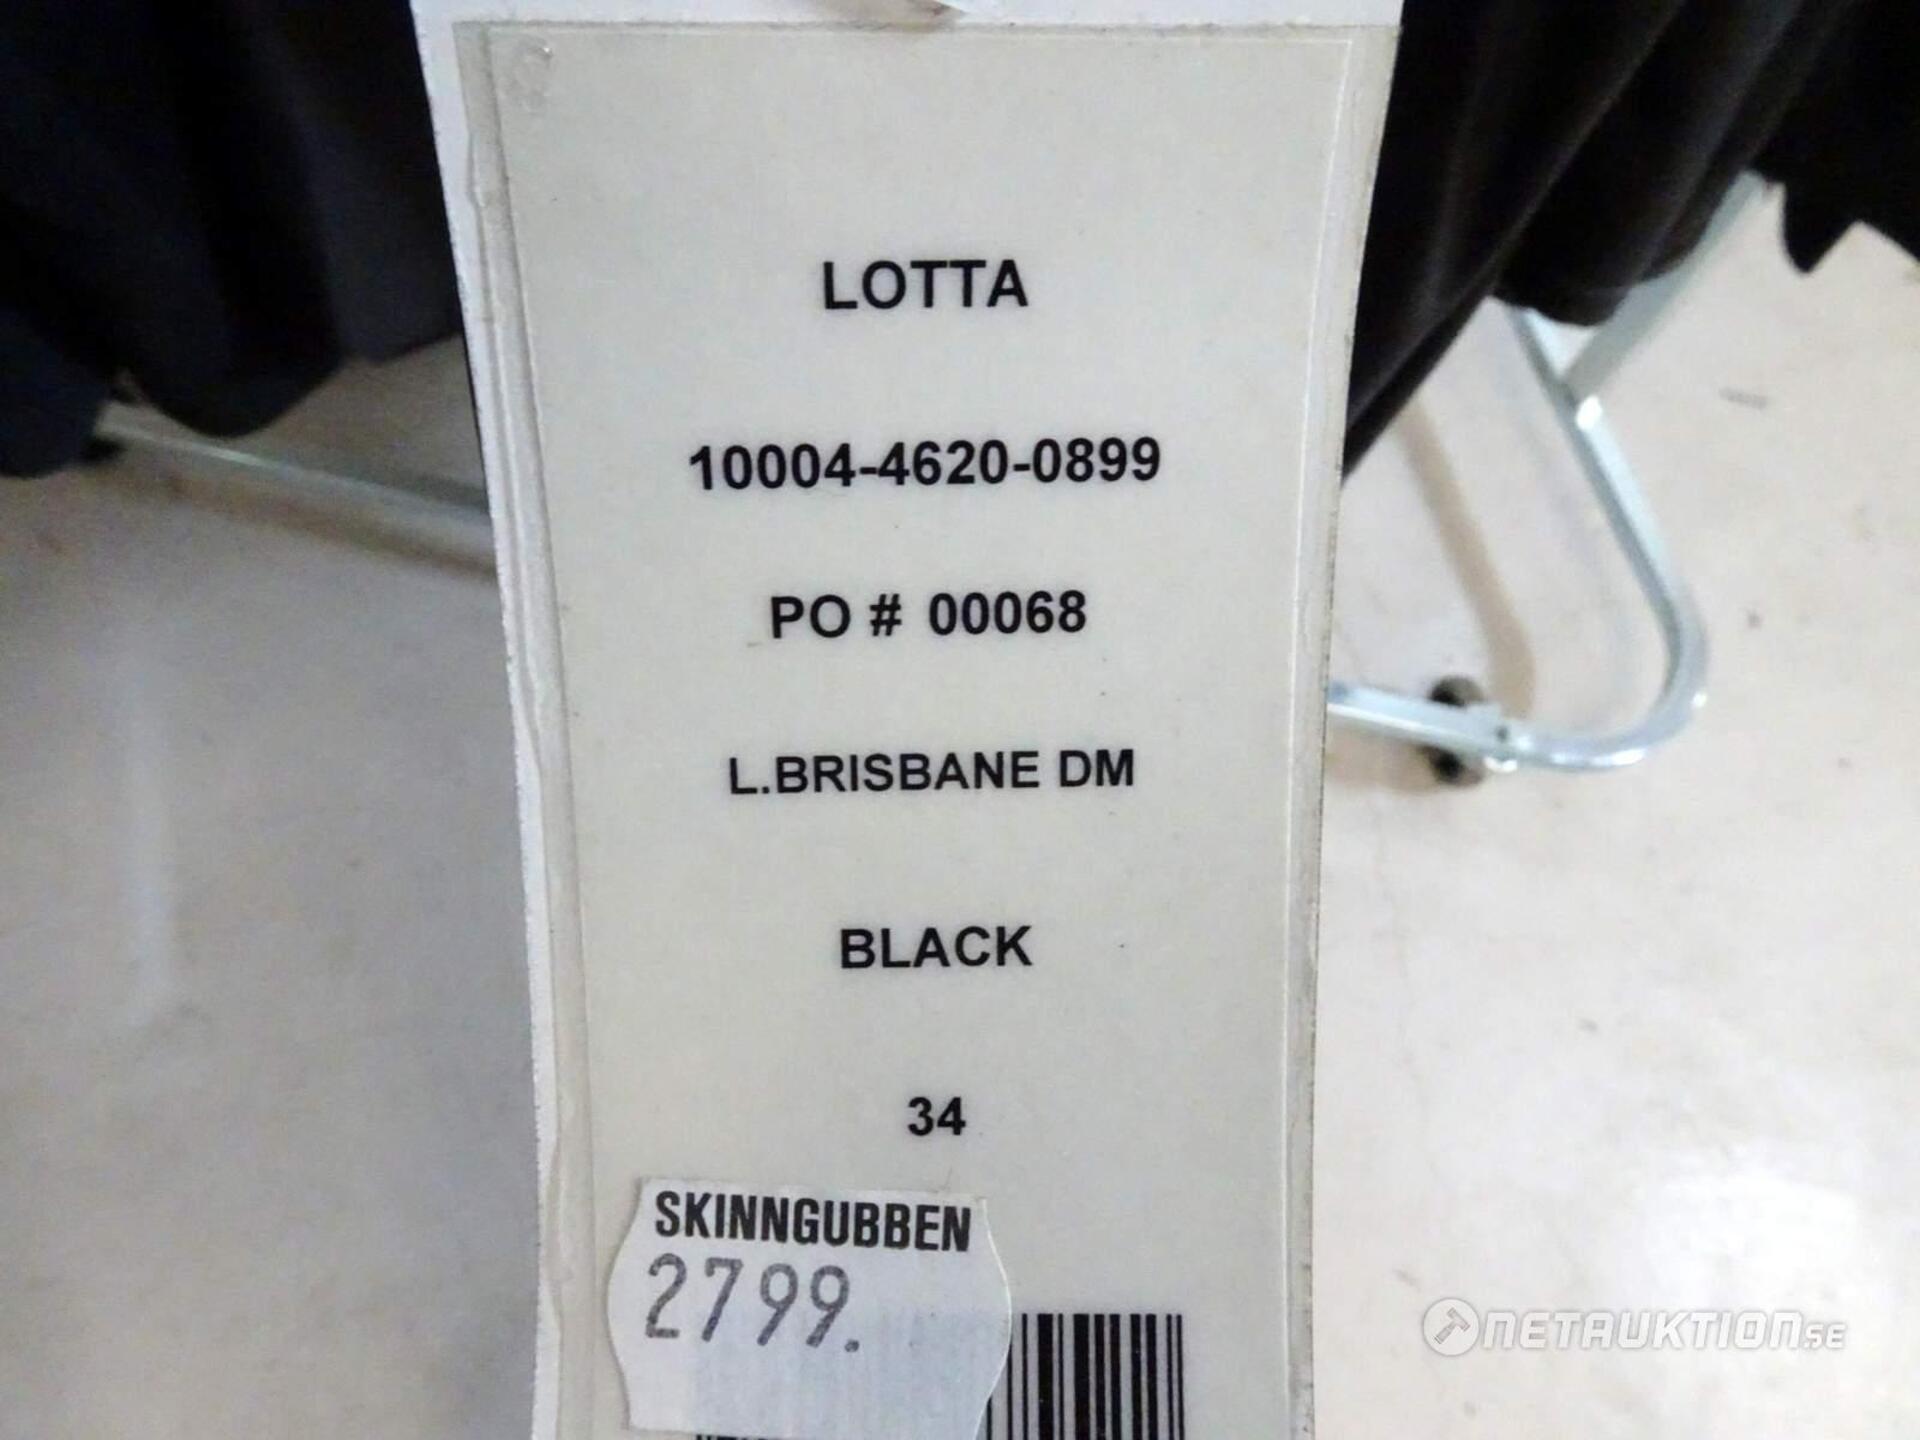 LOTTA
10004-4620-0899
PO # 00068
L.BRISBANE DM
BLACK
34
SKINNGUBBEN
2799.
NETAUKTION.SE